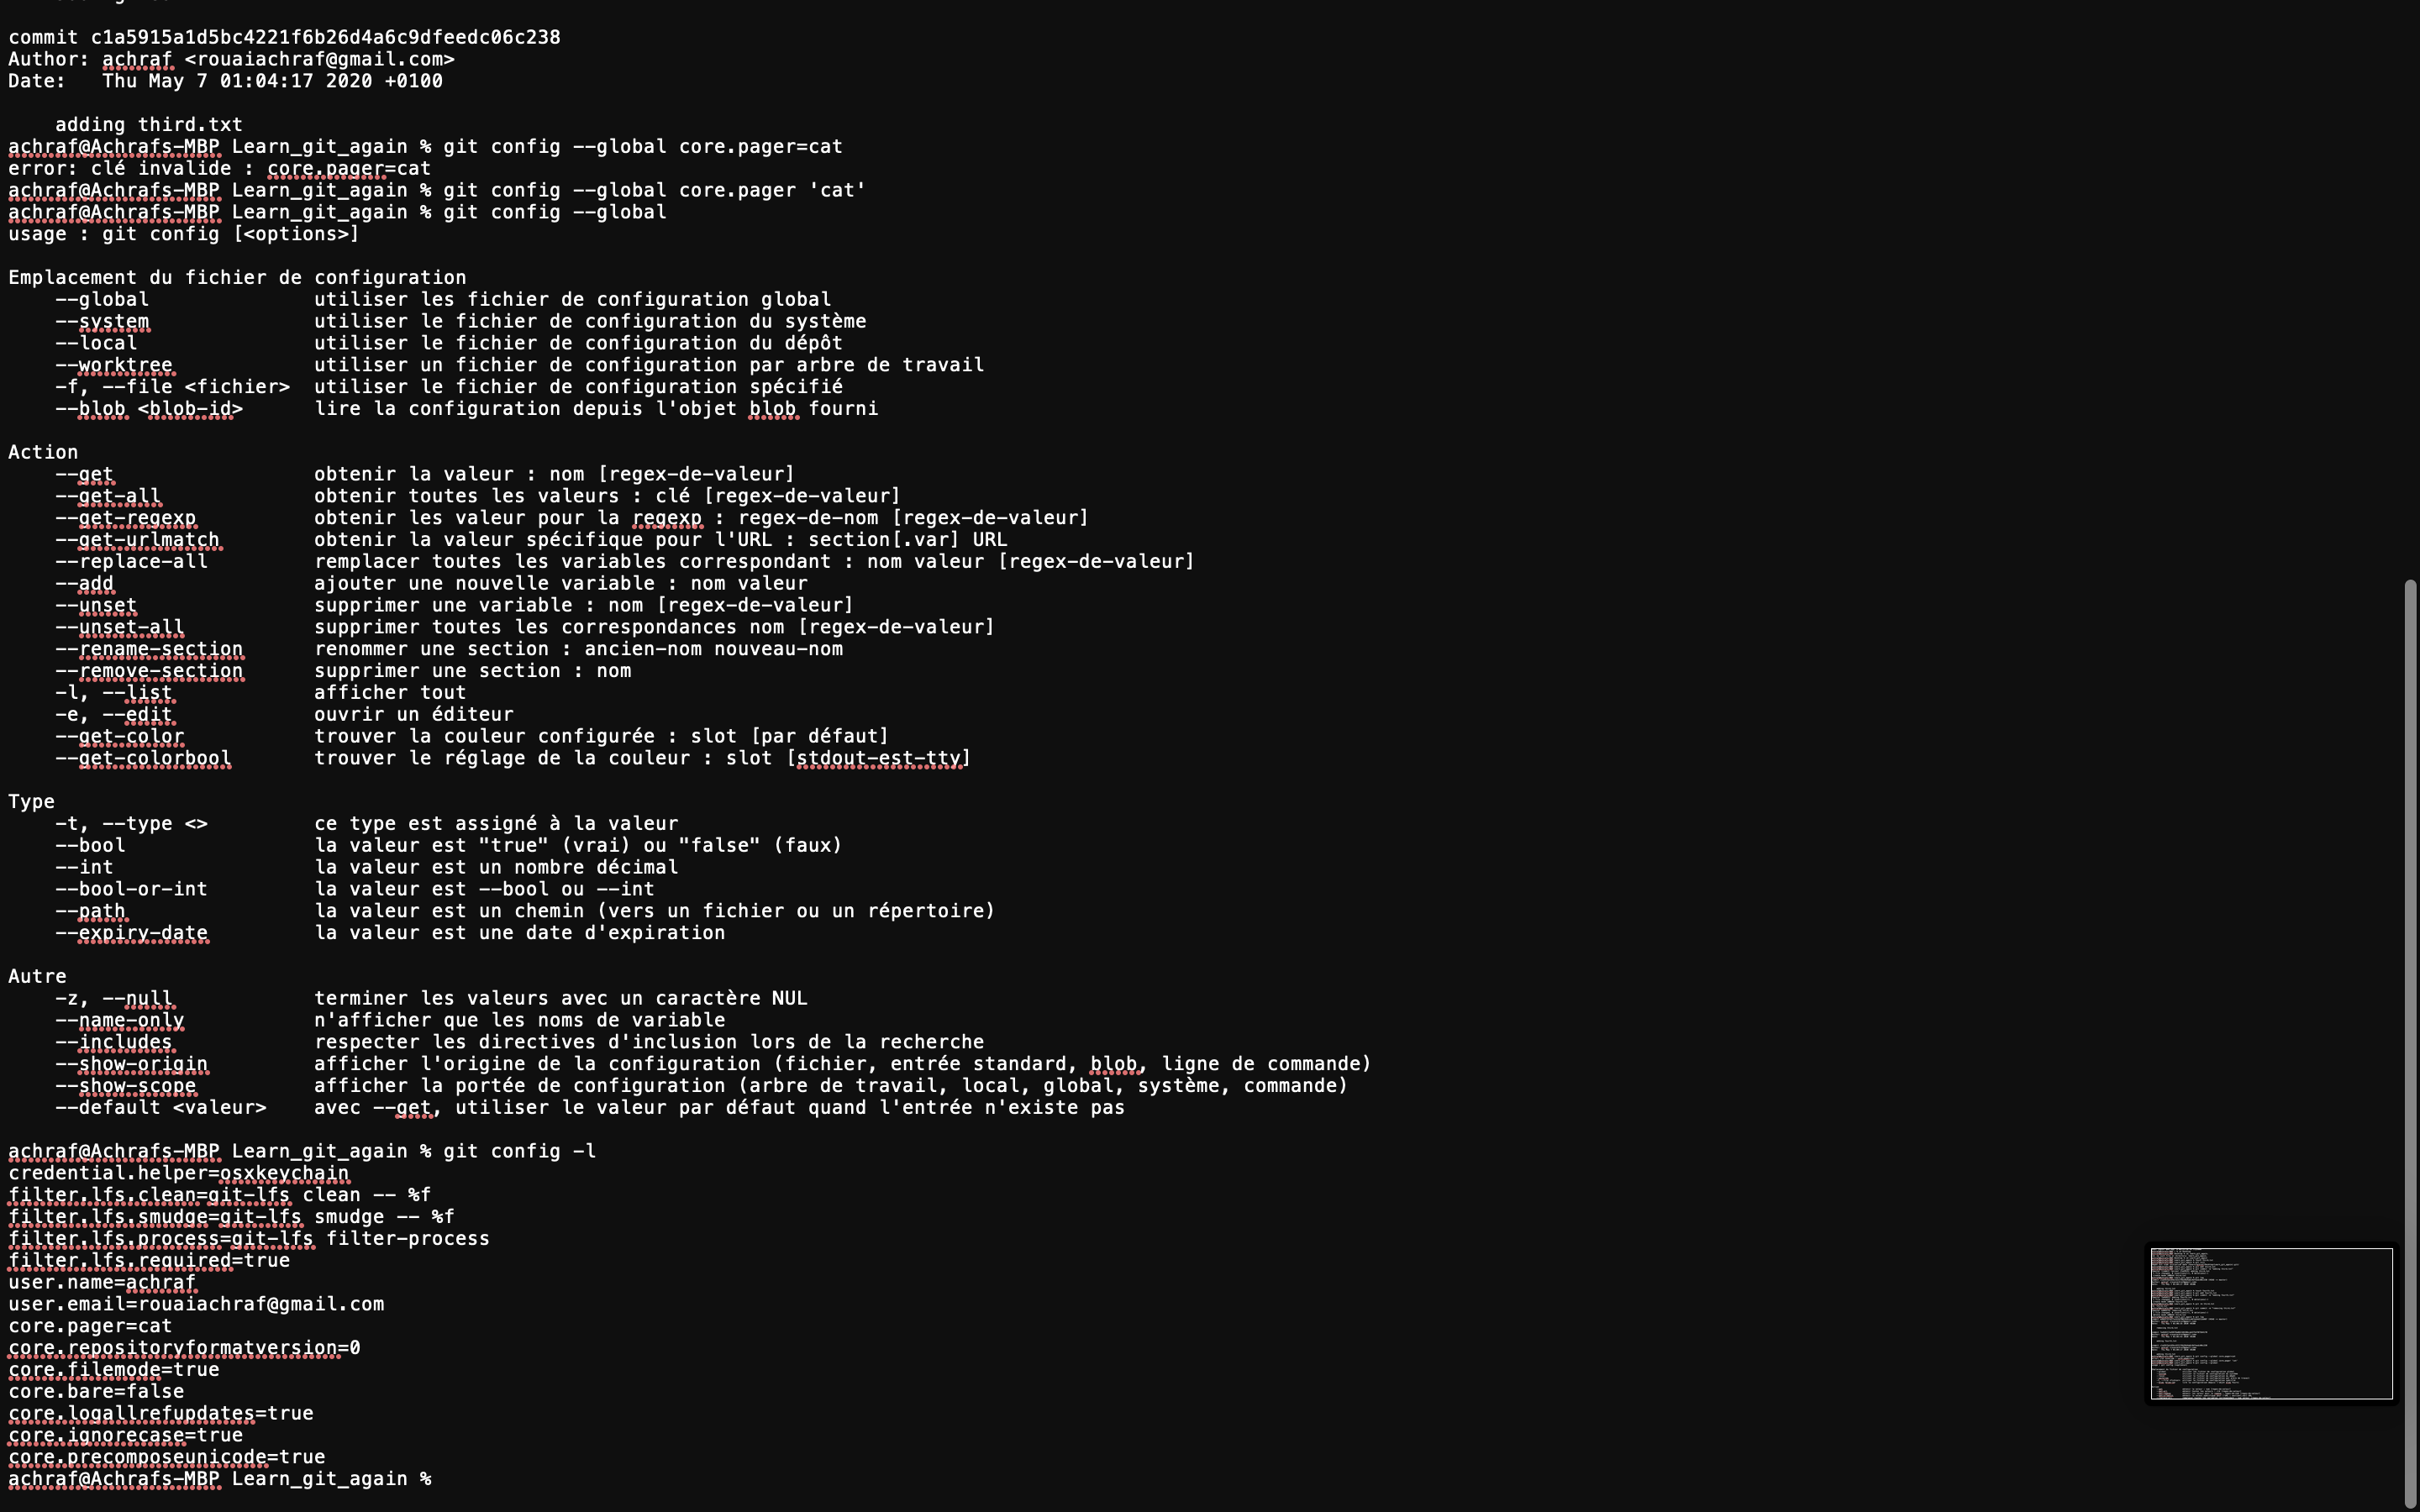 commit c1a5915a1d5bc4221f6b26d4a6c9dfeedc06c238
Author: achraf <rouaiachraf@gmail.com>
Date:   Thu May 7 01:04:17 2020 +0100

    adding third.txt
achraf@Achrafs-MBP Learn_git_again % git config --global core.pager=cat
error: clé invalide : core.pager=cat
achraf@Achrafs-MBP Learn_git_again % git config --global core.pager 'cat'
achraf@Achrafs-MBP Learn_git_again % git config --global
usage : git config [<options>]

Emplacement du fichier de configuration
    --global              utiliser les fichier de configuration global
    --system              utiliser le fichier de configuration du système
    --local               utiliser le fichier de configuration du dépôt
    --worktree            utiliser un fichier de configuration par arbre de travail
    -f, --file <fichier>  utiliser le fichier de configuration spécifié
    --blob <blob-id>      lire la configuration depuis l'objet blob fourni

Action
    --get                 obtenir la valeur : nom [regex-de-valeur]
    --get-all             obtenir toutes les valeurs : clé [regex-de-valeur]
    --get-regexp          obtenir les valeur pour la regexp : regex-de-nom [regex-de-valeur]
    --get-urlmatch        obtenir la valeur spécifique pour l'URL : section[.var] URL
    --replace-all         remplacer toutes les variables correspondant : nom valeur [regex-de-valeur]
    --add                 ajouter une nouvelle variable : nom valeur
    --unset               supprimer une variable : nom [regex-de-valeur]
    --unset-all           supprimer toutes les correspondances nom [regex-de-valeur]
    --rename-section      renommer une section : ancien-nom nouveau-nom
    --remove-section      supprimer une section : nom
    -l, --list            afficher tout
    -e, --edit            ouvrir un éditeur
    --get-color           trouver la couleur configurée : slot [par défaut]
    --get-colorbool       trouver le réglage de la couleur : slot [stdout-est-tty]

Type
    -t, --type <>         ce type est assigné à la valeur
    --bool                la valeur est "true" (vrai) ou "false" (faux)
    --int                 la valeur est un nombre décimal
    --bool-or-int         la valeur est --bool ou --int
    --path                la valeur est un chemin (vers un fichier ou un répertoire)
    --expiry-date         la valeur est une date d'expiration

Autre
    -z, --null            terminer les valeurs avec un caractère NUL
    --name-only           n'afficher que les noms de variable
    --includes            respecter les directives d'inclusion lors de la recherche
    --show-origin         afficher l'origine de la configuration (fichier, entrée standard, blob, ligne de commande)
    --show-scope          afficher la portée de configuration (arbre de travail, local, global, système, commande)
    --default <valeur>    avec --get, utiliser le valeur par défaut quand l'entrée n'existe pas

achraf@Achrafs-MBP Learn_git_again % git config -l
credential.helper=osxkeychain
filter.lfs.clean=git-lfs clean -- %f
filter.lfs.smudge=git-lfs smudge -- %f
filter.lfs.process=git-lfs filter-process
filter.lfs.required=true
user.name=achraf
user.email=rouaiachraf@gmail.com
core.pager=cat
core.repositoryformatversion=0
core.filemode=true
core.bare=false
core.logallrefupdates=true
core.ignorecase=true
core.precomposeunicode=true
achraf@Achrafs-MBP Learn_git_again %